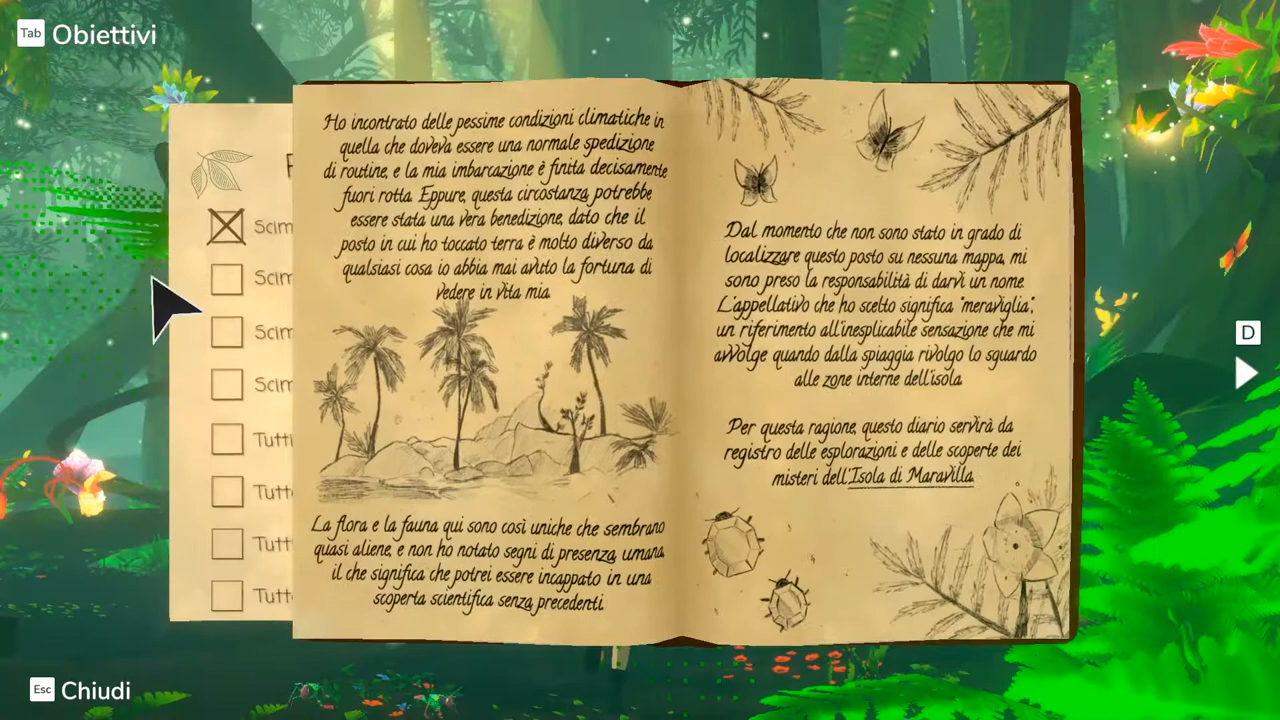 Tab Obiettivi
Scim
Scim
Scim
Scim
Tutti
Tutt
Tutt
Tutt
Ho incontrato delle pessime condizioni climatiche in
quella che doveva essere una normale spedizione
di routine, e la mia imbarcazione è finita decisamente
fuori rotta. Eppure, questa circostanza potrebbe
essere stata una vera benedizione, dato che il
posto in cui ho toccato terra è molto diverso da
qualsiasi cosa io abbia mai avuto la fortuna di
vedere in vita mia.
La flora e la fauna qui sono così uniche che sembrano
quasi aliene, e non ho notato segni di presenza umana,
il che significa che potrei essere incappato in una
scoperta scientifica senza precedenti.
Dal momento che non sono stato in grado di
localizzare questo posto su nessuna mappa, mi
sono preso la responsabilità di darvi un nome.
L'appellativo che ho scelto significa "meraviglia",
un riferimento all'inesplicabile sensazione che mi
avvolge quando dalla spiaggia rivolgo lo sguardo
alle zone interne dell'isola.
Per questa ragione, questo diario servirà da
registro delle esplorazioni e delle scoperte dei
misteri dell'Isola di Maravilla.
D
Esc Chiudi